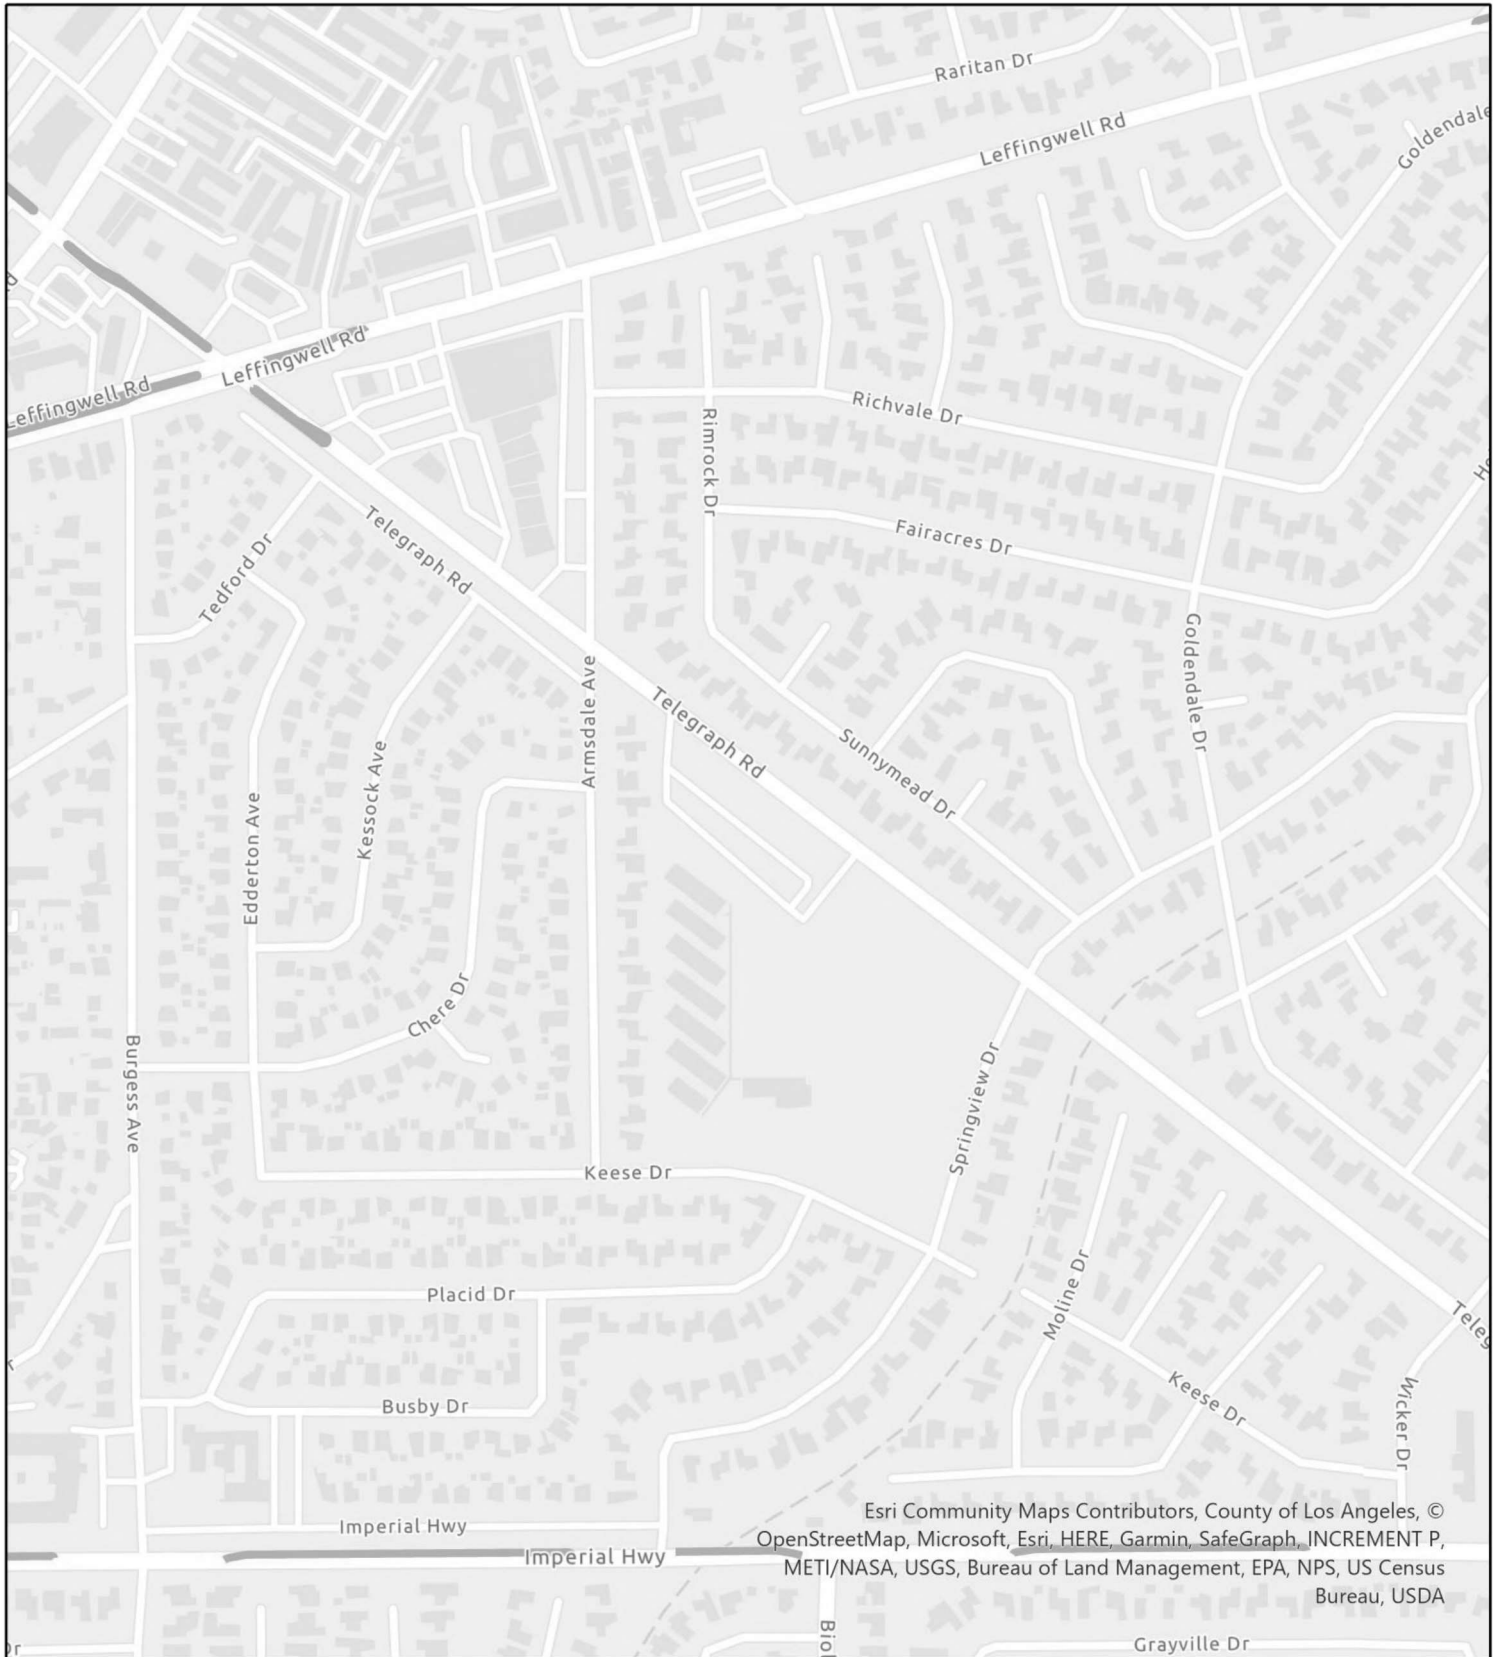 Raritan Dr
Leffingwell Rd
Goldendale
Leffingwell Rd
Leffingwell Rd
Richvale Dr
Rimrock Dr
Fairacres Dr
Telegraph Rd
Tedford Dr
Goldendale Dr
Armsdale Ave
Telegraph Rd
Sunnymead Dr
Kessock Ave
Edderton Ave
Chere Dr
Burgess Ave
Springview Dr
Keese Dr
Moline Dr
Placid Dr
Teleg
Keese Dr
Wicker Dr
Busby Dr
Imperial Hwy
Imperial Hwy
Esri Community Maps Contributors, County of Los Angeles, ©
OpenStreetMap, Microsoft, Esri, HERE, Garmin, SafeGraph, INCREMENT P,
METI/NASA, USGS, Bureau of Land Management, EPA, NPS, US Census
Bureau, USDA
Grayville Dr